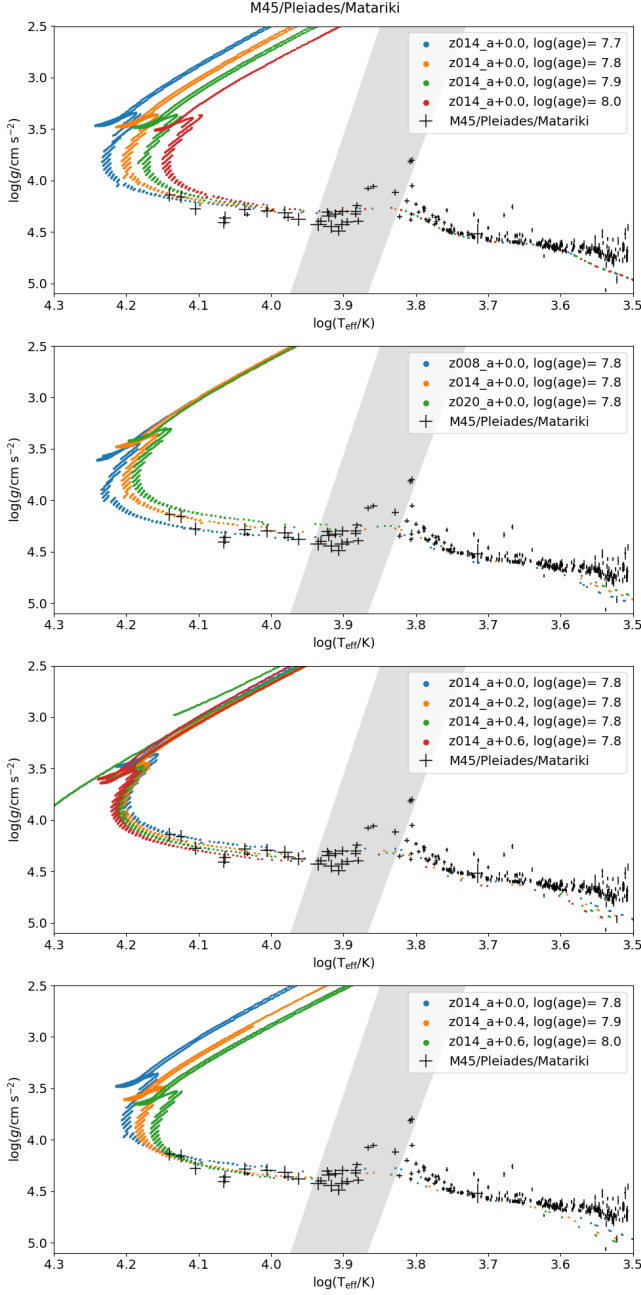 M45/Pleiades/Matariki
2.5
3.0
3.5
4.0
4.5
5.0
log(g/cm s⁻²)
z014_a+0.0, log(age)= 7.7
z014_a+0.0, log(age)= 7.8
z014_a+0.0, log(age)= 7.9
z014_a+0.0, log(age)= 8.0
M45/Pleiades/Matariki
4.3 4.2 4.1 4.0 3.9 3.8 3.7 3.6 3.5
log(T_eff/K)
2.5
3.0
3.5
4.0
4.5
5.0
log(g/cm s⁻²)
z008_a+0.0, log(age)= 7.8
z014_a+0.0, log(age)= 7.8
z020_a+0.0, log(age)= 7.8
M45/Pleiades/Matariki
4.3 4.2 4.1 4.0 3.9 3.8 3.7 3.6 3.5
log(T_eff/K)
2.5
3.0
3.5
4.0
4.5
5.0
log(g/cm s⁻²)
z014_a+0.0, log(age)= 7.8
z014_a+0.2, log(age)= 7.8
z014_a+0.4, log(age)= 7.8
z014_a+0.6, log(age)= 7.8
M45/Pleiades/Matariki
4.3 4.2 4.1 4.0 3.9 3.8 3.7 3.6 3.5
log(T_eff/K)
2.5
3.0
3.5
4.0
4.5
5.0
log(g/cm s⁻²)
z014_a+0.0, log(age)= 7.8
z014_a+0.4, log(age)= 7.9
z014_a+0.6, log(age)= 8.0
M45/Pleiades/Matariki
4.3 4.2 4.1 4.0 3.9 3.8 3.7 3.6 3.5
log(T_eff/K)